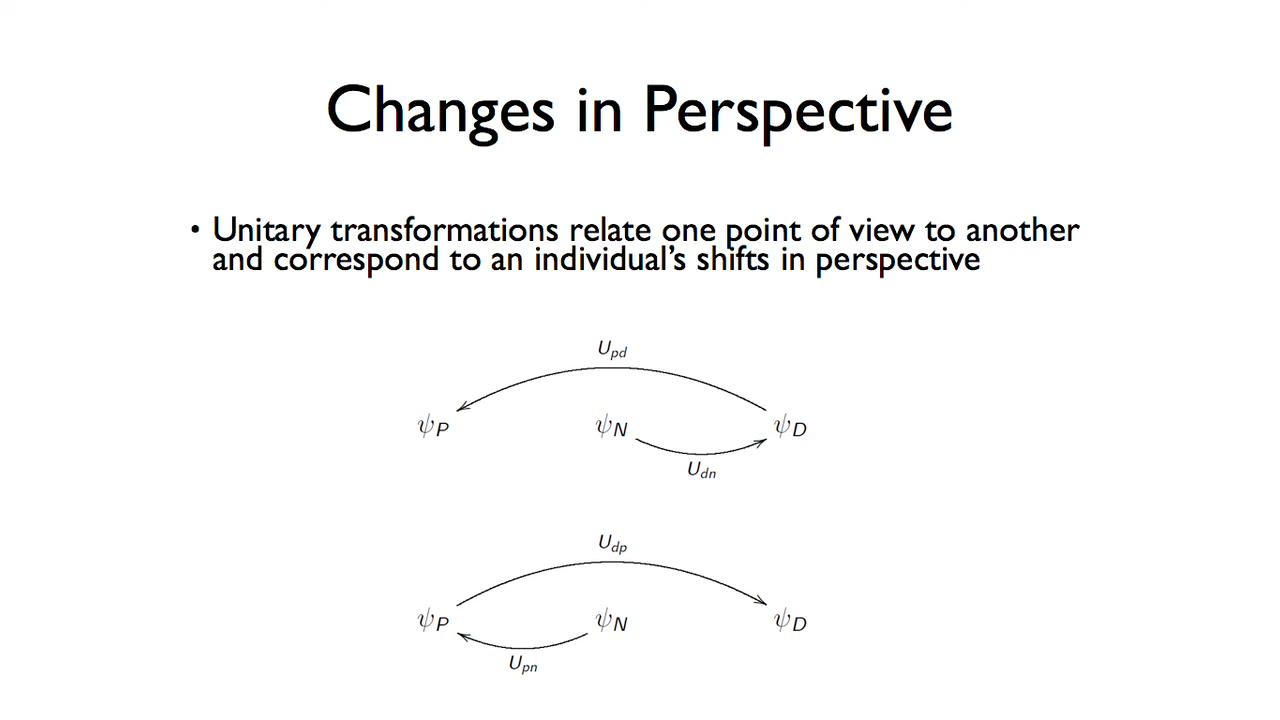 Changes in Perspective
• Unitary transformations relate one point of view to another
and correspond to an individual's shifts in perspective
U_pd
ψ_P ψ_N ψ_D
U_dn
U_dp
ψ_P ψ_N ψ_D
U_pn